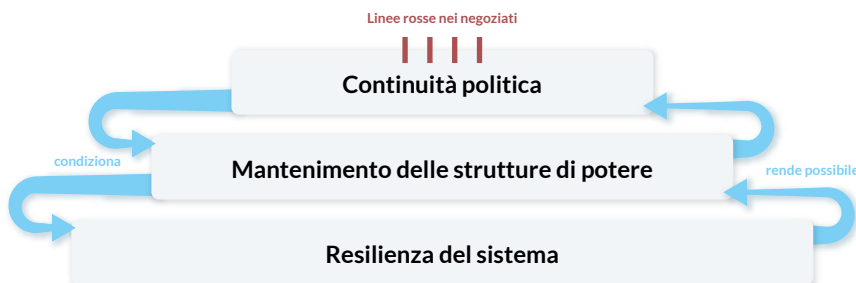 Linee rosse nei negoziati
Continuità politica
condiziona
Mantenimento delle strutture di potere
rende possibile
Resilienza del sistema